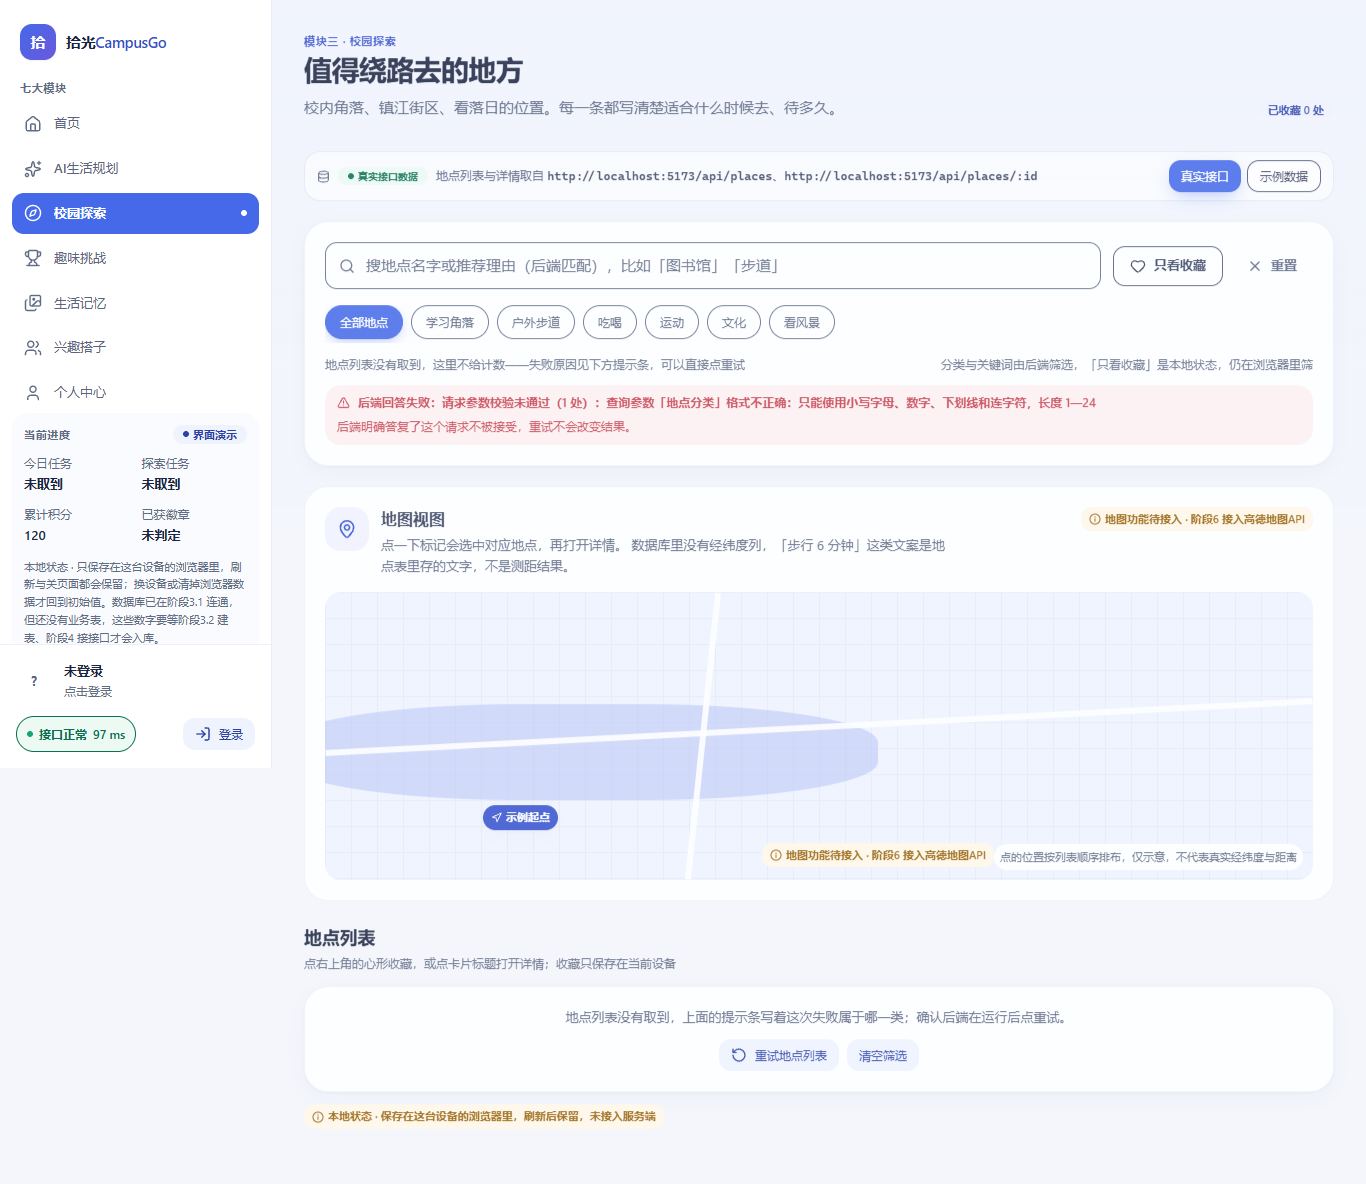 拾
拾光CampusGo
七大模块
首页
AI生活规划
校园探索
趣味挑战
生活记忆
兴趣搭子
个人中心
当前进度
界面演示
今日任务
探索任务
未取到
未取到
累计积分
已获徽章
120
未判定
本地状态 · 只保存在这台设备的浏览器里，刷
新与关页面都会保留；换设备或清掉浏览器数
据才回到初始值。数据库已在阶段3.1 连通，
但还没有业务表，这些数字要等阶段3.2 建
表、阶段4 接接口才会入库。
?
未登录
点击登录
接口正常 97 ms
登录
模块三 · 校园探索
值得绕路去的地方
校内角落、镇江街区、看落日的位置。每一条都写清楚适合什么时候去、待多久。
已收藏 0 处
真实接口数据
地点列表与详情取自 http://localhost:5173/api/places、http://localhost:5173/api/places/:id
真实接口
示例数据
搜地点名字或推荐理由（后端匹配），比如「图书馆」「步道」
只看收藏
重置
全部地点
学习角落
户外步道
吃喝
运动
文化
看风景
地点列表没有取到，这里不给计数——失败原因见下方提示条，可以直接点重试
分类与关键词由后端筛选，「只看收藏」是本地状态，仍在浏览器里筛
后端回答失败：请求参数校验未通过（1 处）：查询参数「地点分类」格式不正确：只能使用小写字母、数字、下划线和连字符，长度 1—24
后端明确答复了这个请求不被接受，重试不会改变结果。
地图视图
地图功能待接入 · 阶段6 接入高德地图API
点一下标记会选中对应地点，再打开详情。 数据库里没有经纬度列，「步行 6 分钟」这类文案是地
点表里存的文字，不是测距结果。
示例起点
地图功能待接入 · 阶段6 接入高德地图API
点的位置按列表顺序排布，仅示意，不代表真实经纬度与距离
地点列表
点右上角的心形收藏，或点卡片标题打开详情；收藏只保存在当前设备
地点列表没有取到，上面的提示条写着这次失败属于哪一类；确认后端在运行后点重试。
重试地点列表
清空筛选
本地状态 · 保存在这台设备的浏览器里，刷新后保留，未接入服务端